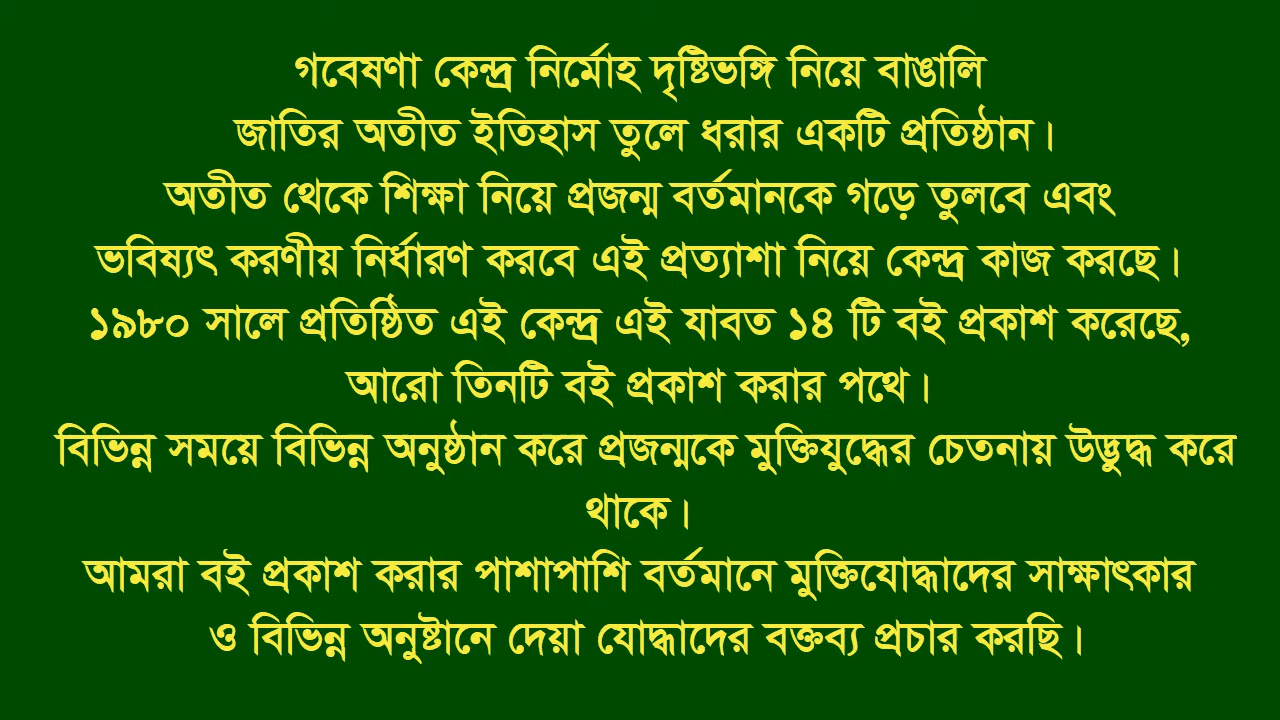 গবেষণা কেন্দ্র নির্মোহ দৃষ্টিভঙ্গি নিয়ে বাঙালি
জাতির অতীত ইতিহাস তুলে ধরার একটি প্রতিষ্ঠান।
অতীত থেকে শিক্ষা নিয়ে প্রজন্ম বর্তমানকে গড়ে তুলবে এবং
ভবিষ্যৎ করণীয় নির্ধারণ করবে এই প্রত্যাশা নিয়ে কেন্দ্র কাজ করছে।
১৯৮০ সালে প্রতিষ্ঠিত এই কেন্দ্র এই যাবত ১৪ টি বই প্রকাশ করেছে,
আরো তিনটি বই প্রকাশ করার পথে।
বিভিন্ন সময়ে বিভিন্ন অনুষ্ঠান করে প্রজন্মকে মুক্তিযুদ্ধের চেতনায় উদ্ভুদ্ধ করে
থাকে।
আমরা বই প্রকাশ করার পাশাপাশি বর্তমানে মুক্তিযোদ্ধাদের সাক্ষাৎকার
ও বিভিন্ন অনুষ্টানে দেয়া যোদ্ধাদের বক্তব্য প্রচার করছি।